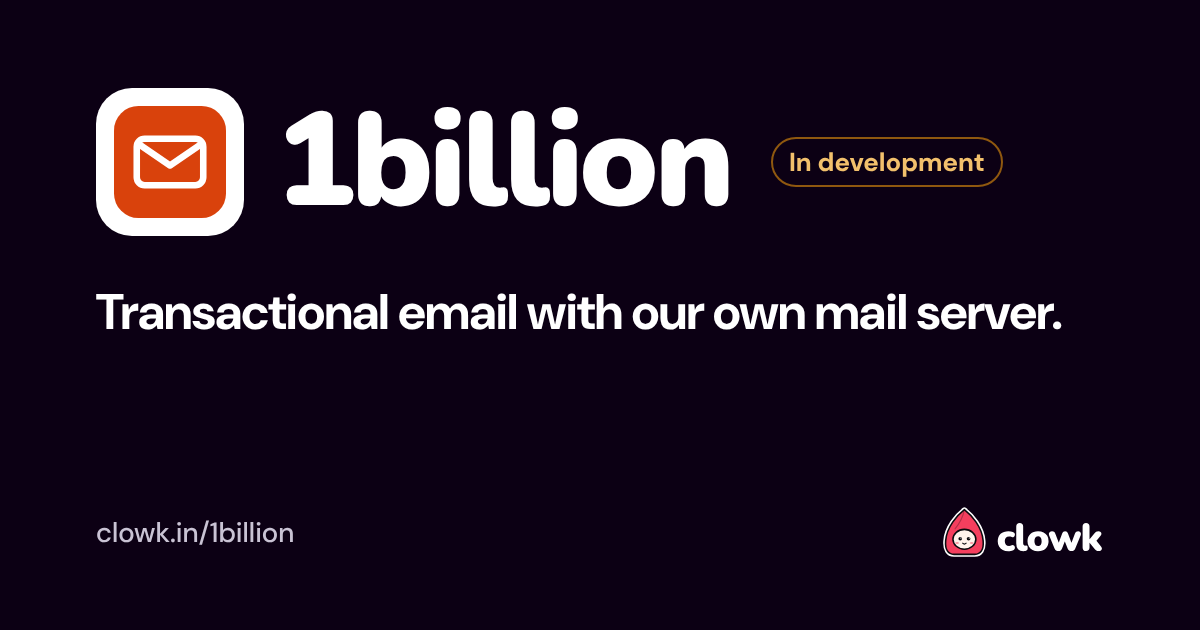 1billion
In development
Transactional email with our own mail server.
clowk.in/1billion
clowk